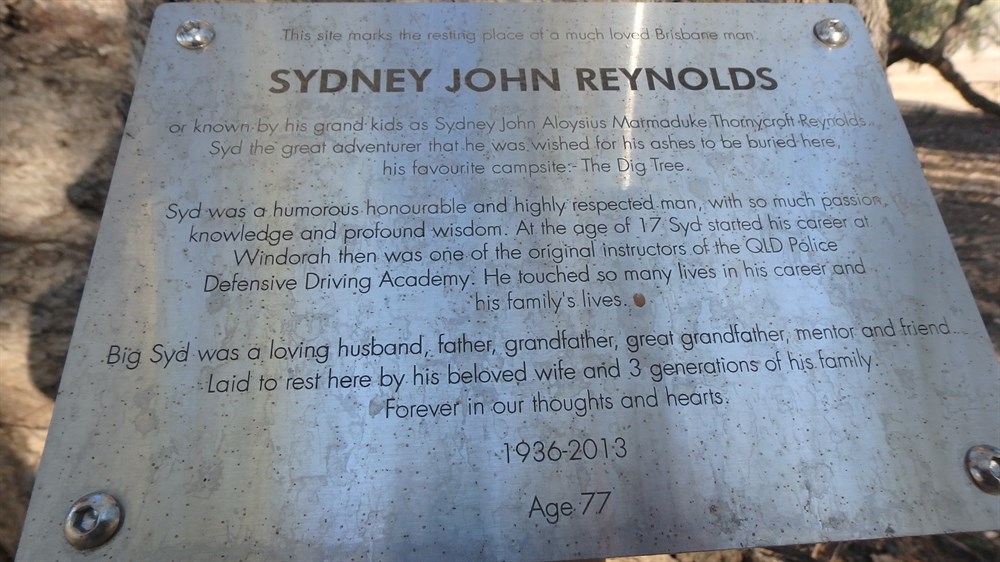 This site marks the resting place of a much loved Brisbane man.
SYDNEY JOHN REYNOLDS
or known by his grand kids as Sydney John Aloysius Marmaduke Thornycroft Reynolds.
Syd the great adventurer that he was wished for his ashes to be buried here,
his favourite campsite:- The Dig Tree.
Syd was a humorous honourable and highly respected man, with so much passion,
knowledge and profound wisdom. At the age of 17 Syd started his career at
Windorah then was one of the original instructors of the QLD Police
Defensive Driving Academy. He touched so many lives in his career and
his family's lives.
Big Syd was a loving husband, father, grandfather, great grandfather, mentor and friend...
Laid to rest here by his beloved wife and 3 generations of his family
Forever in our thoughts and hearts.
1936-2013
Age 77